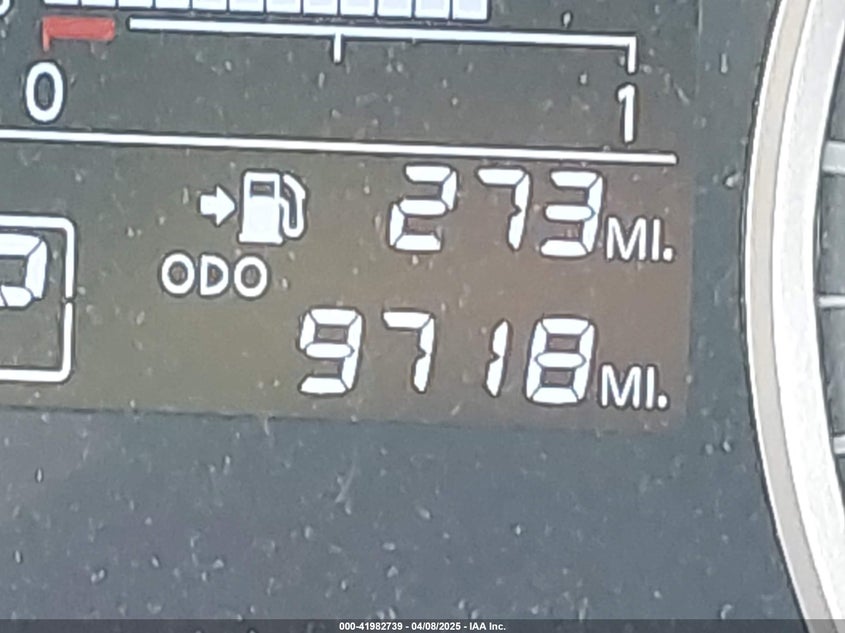 0 1
273 MI.
ODO
9718 MI.
000-41982739 - 04/08/2025 - IAA Inc.